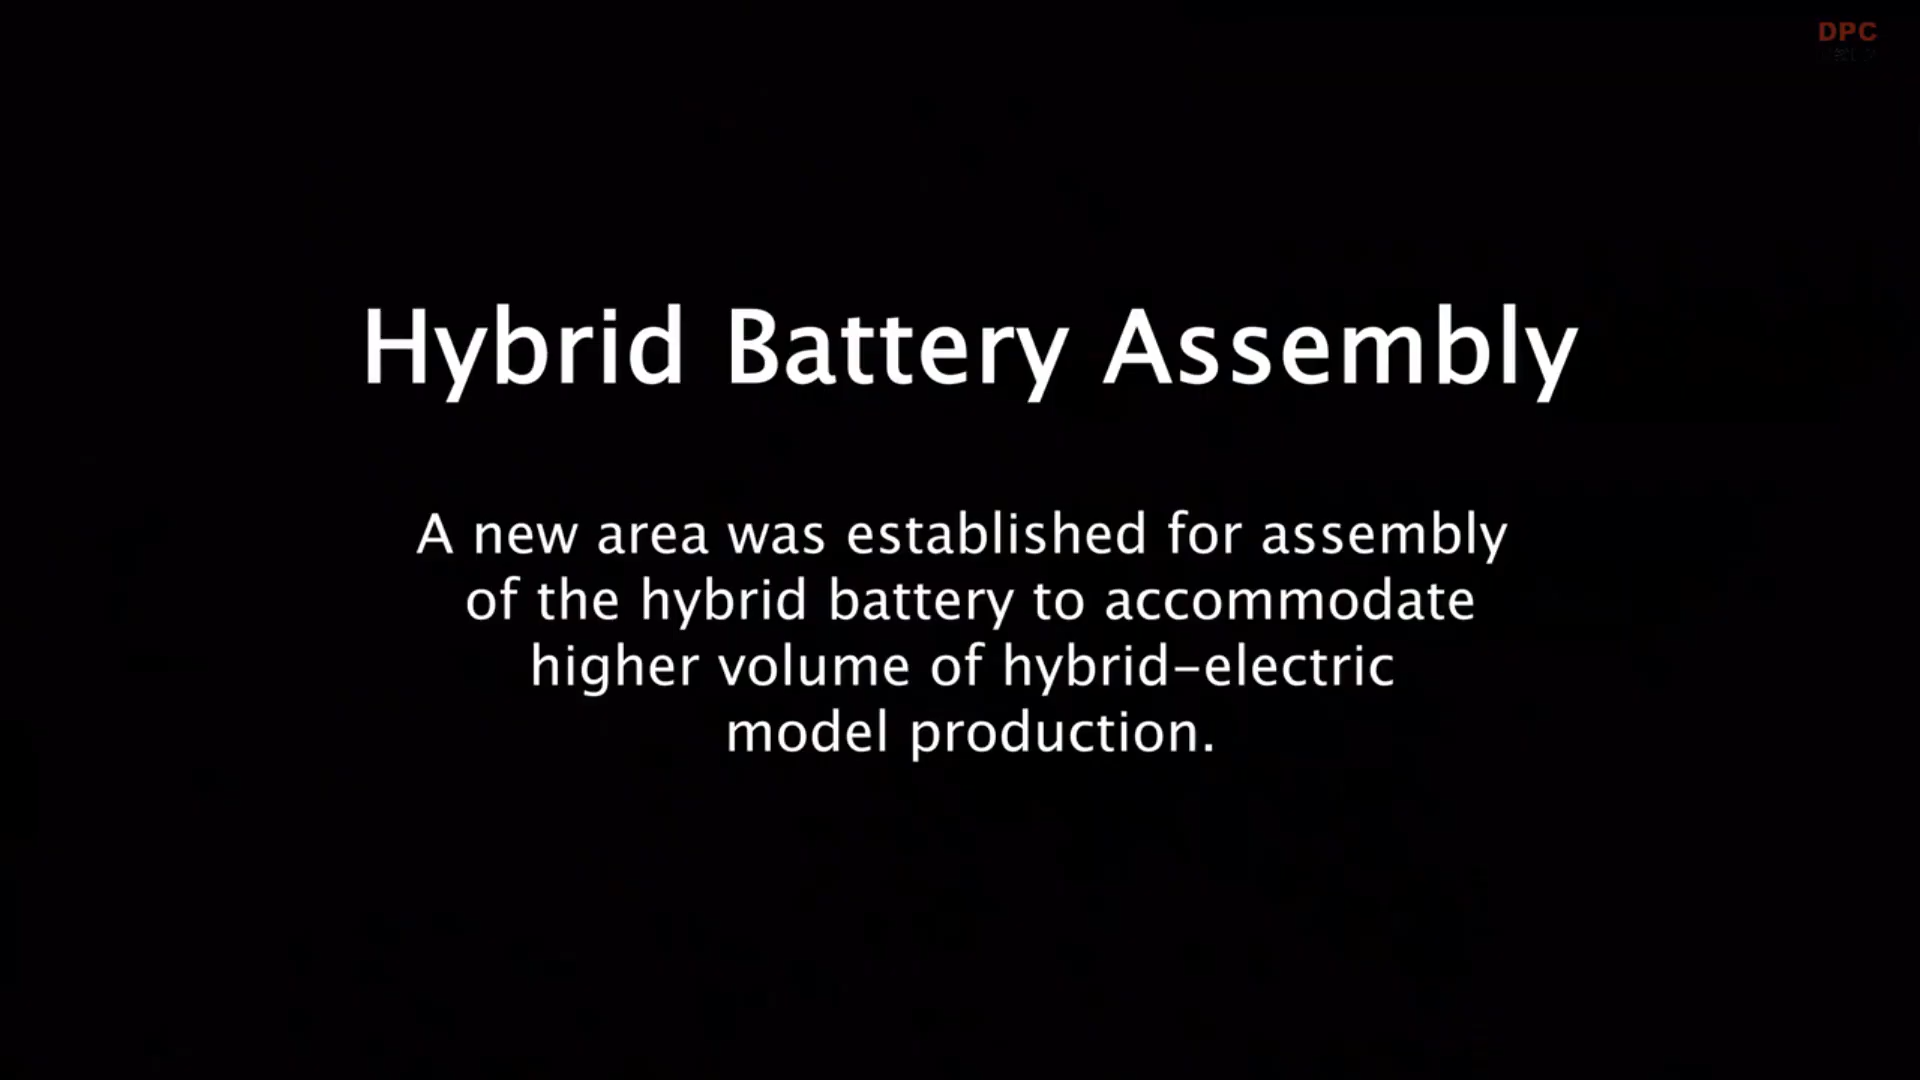 DPC
Hybrid Battery Assembly
A new area was established for assembly
of the hybrid battery to accommodate
higher volume of hybrid-electric
model production.